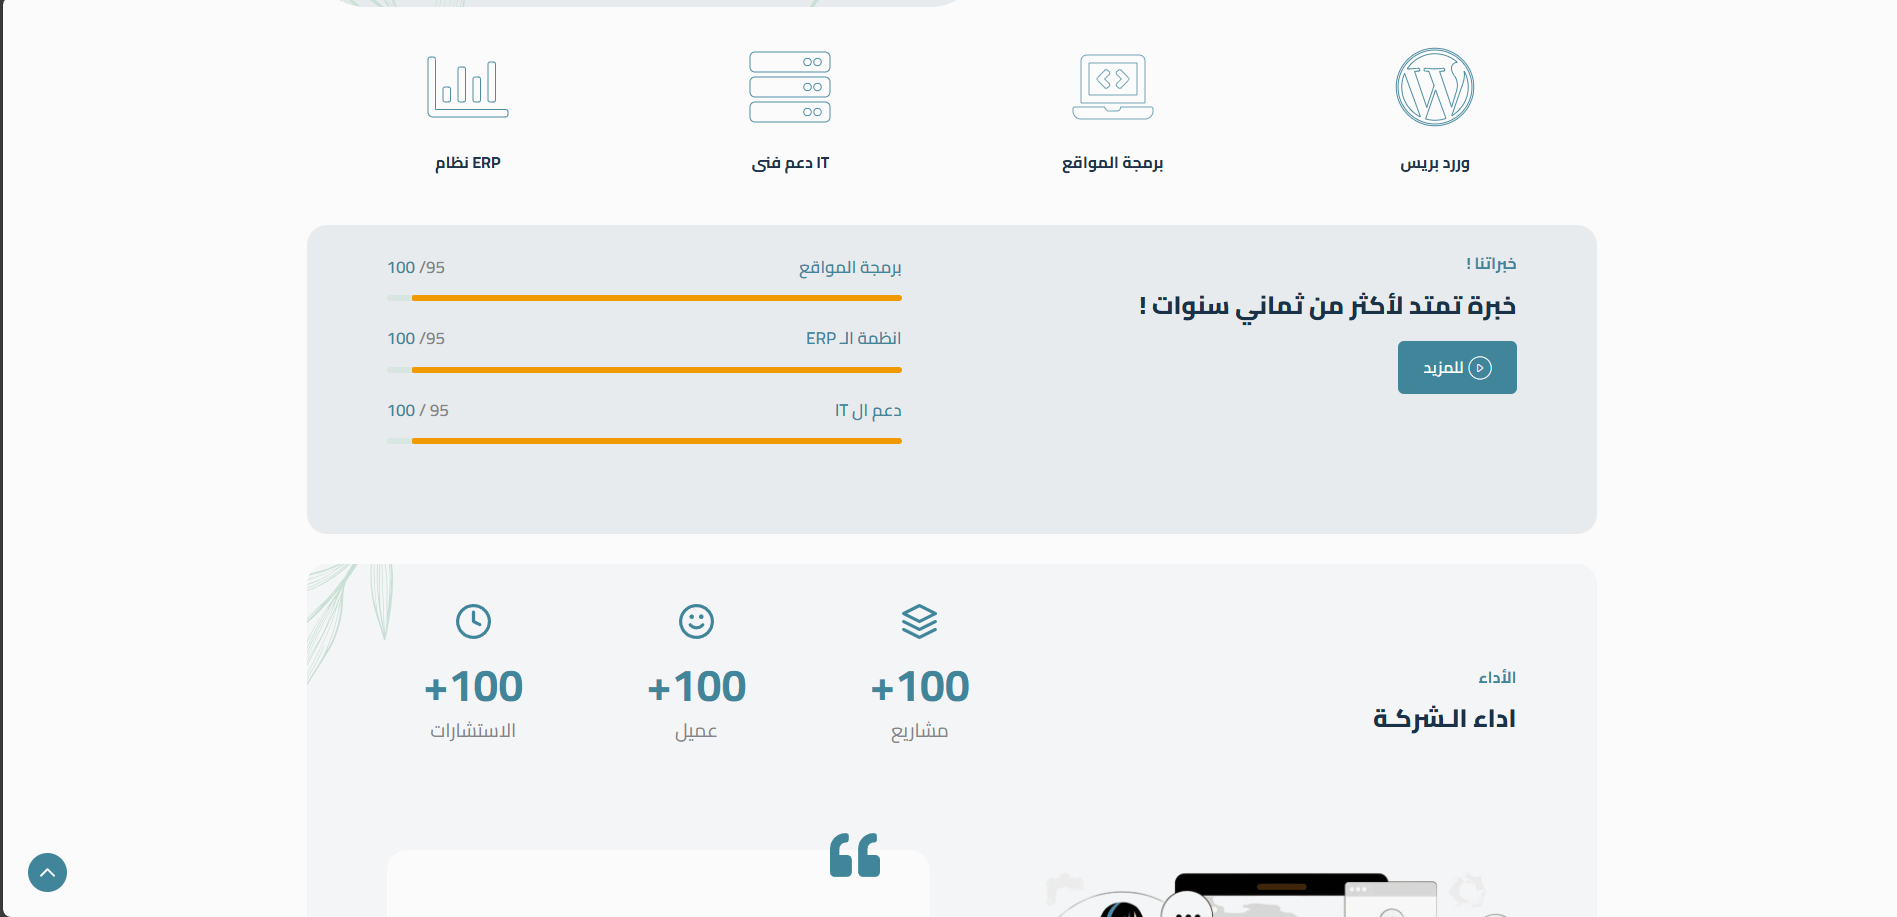 وررد بريس
برمجة المواقع
IT دعم فنى
ERP نظام
خبراتنا !
خبرة تمتد لأكثر من ثماني سنوات !
للمزيد
برمجة المواقع
100 /95
انظمة الـ ERP
100 /95
دعم ال IT
100 / 95
الأداء
اداء الـشركـة
+100
مشاريع
+100
عميل
+100
الاستشارات